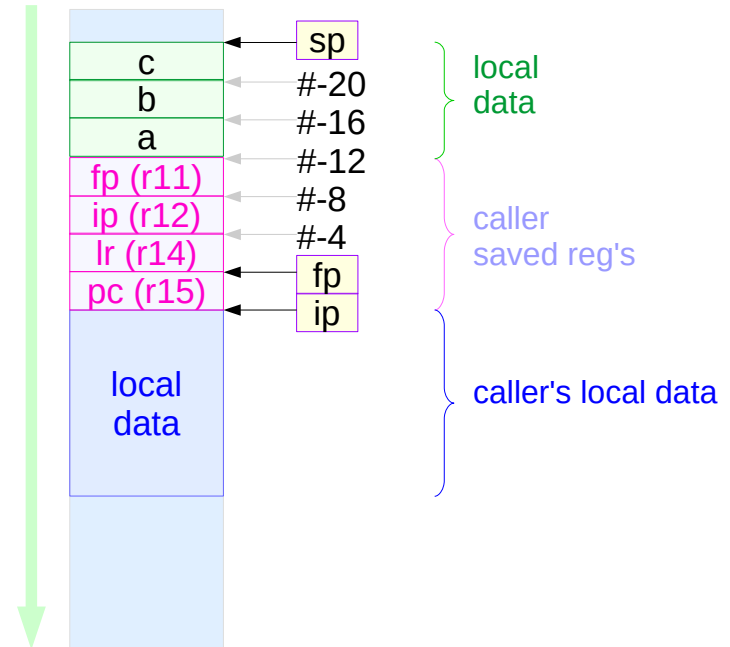 sp
c
#-20
b
#-16
a
#-12
fp (r11)
#-8
ip (r12)
#-4
lr (r14)
fp
pc (r15)
ip
local
data
local
data
caller
saved reg's
caller's local data